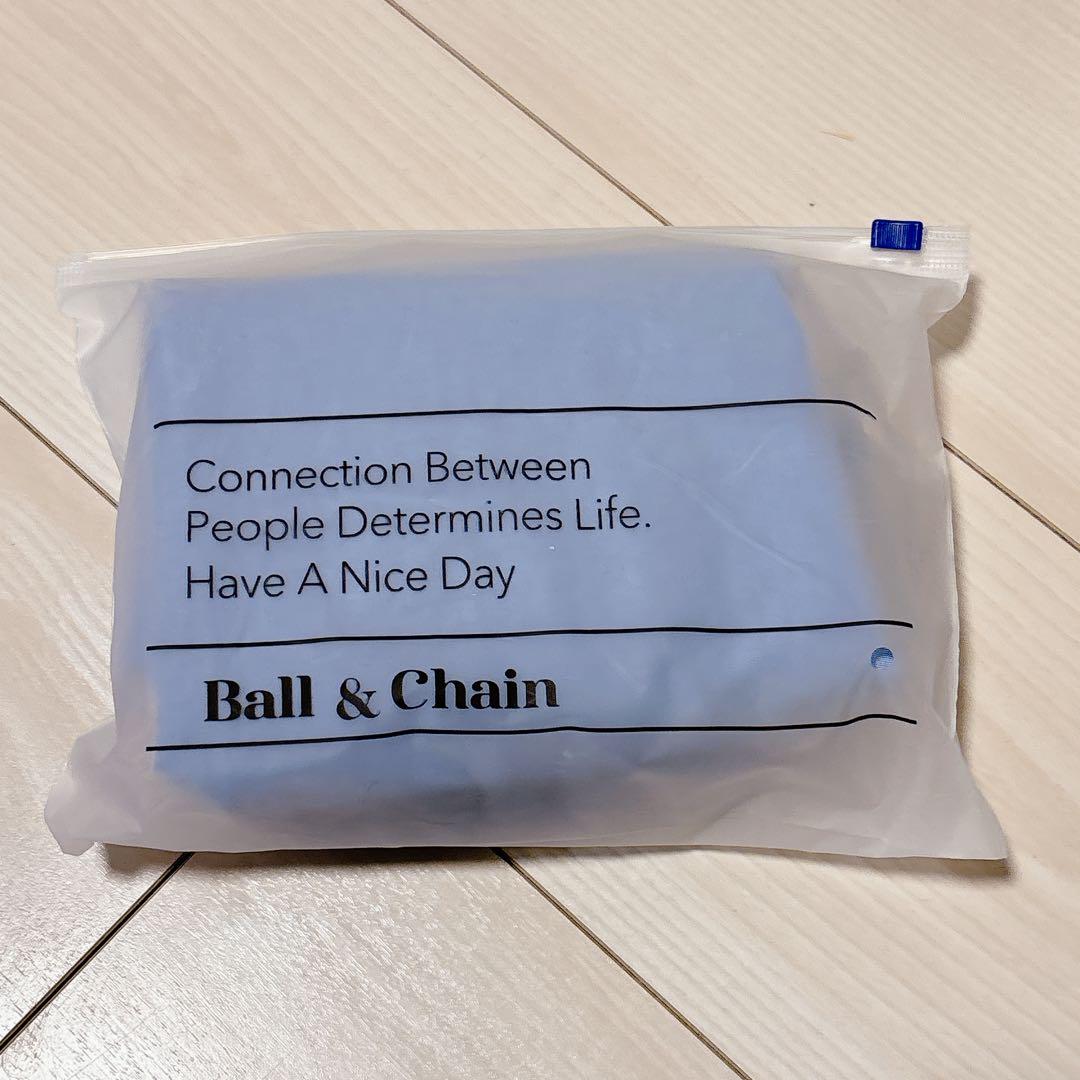 Connection Between
People Determines Life.
Have A Nice Day
Ball & Chain